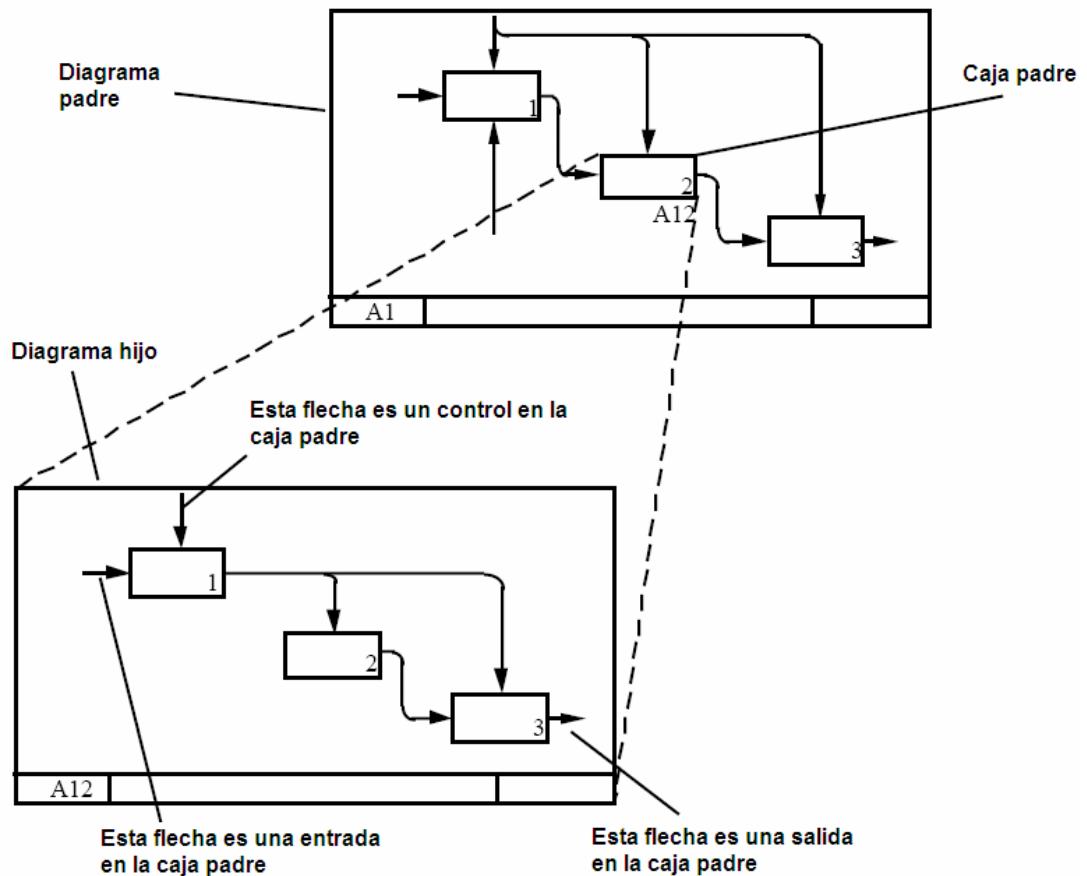 Diagrama
padre
Caja padre
1
2
A12
3
A1
Diagrama hijo
Esta flecha es un control en la
caja padre
1
2
3
A12
Esta flecha es una entrada
en la caja padre
Esta flecha es una salida
en la caja padre